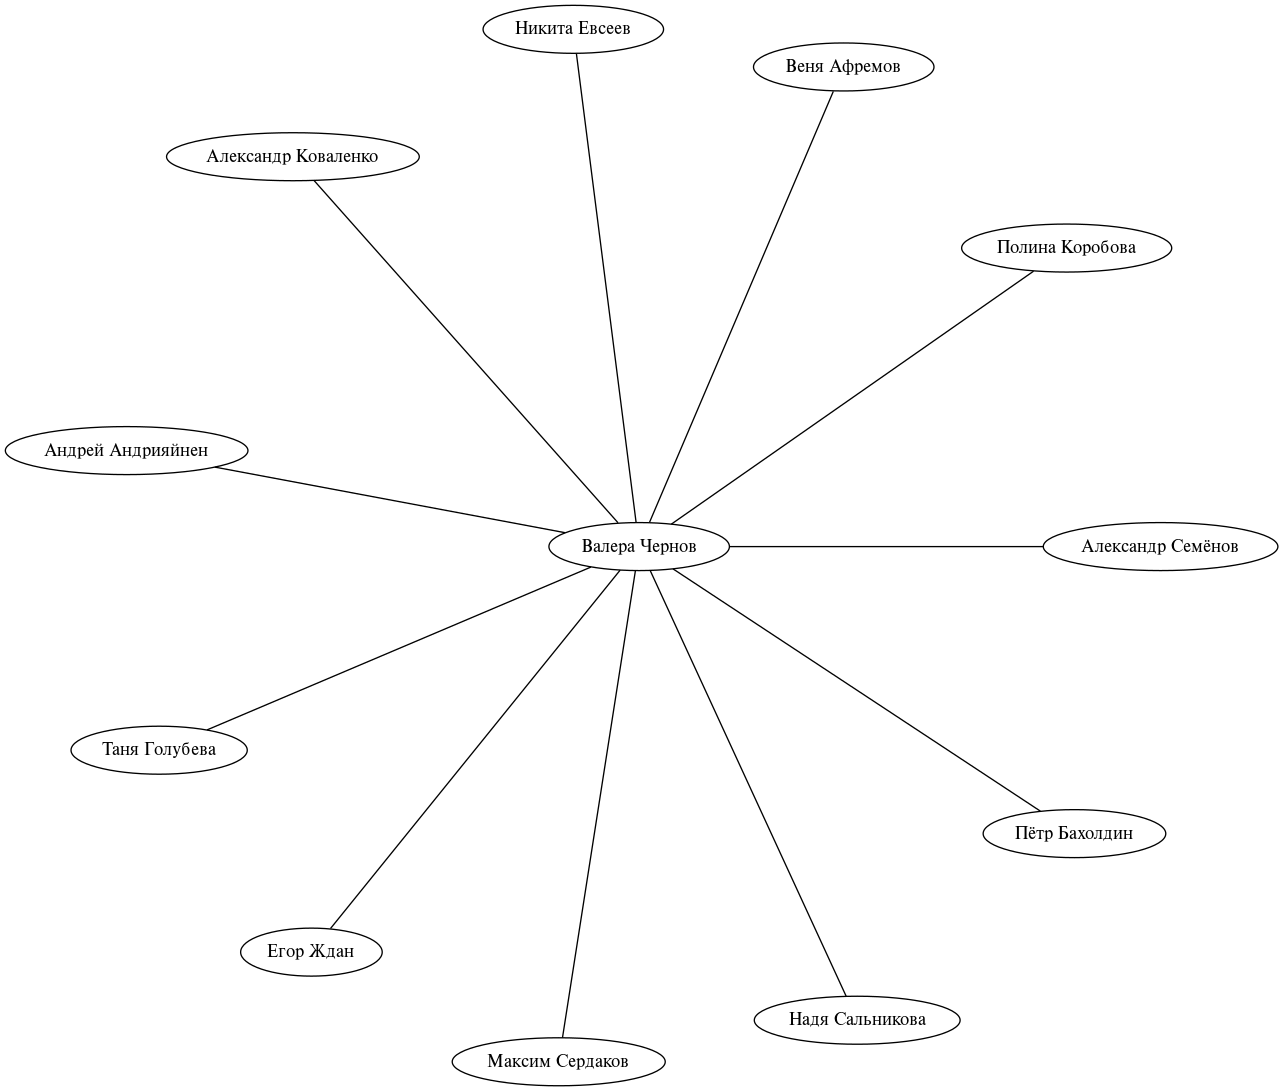 Никита Евсеев
Веня Афремов
Александр Коваленко
Полина Коробова
Андрей Андрияйнен
Валера Чернов
Александр Семёнов
Таня Голубева
Пётр Бахолдин
Егор Ждан
Надя Сальникова
Максим Сердаков